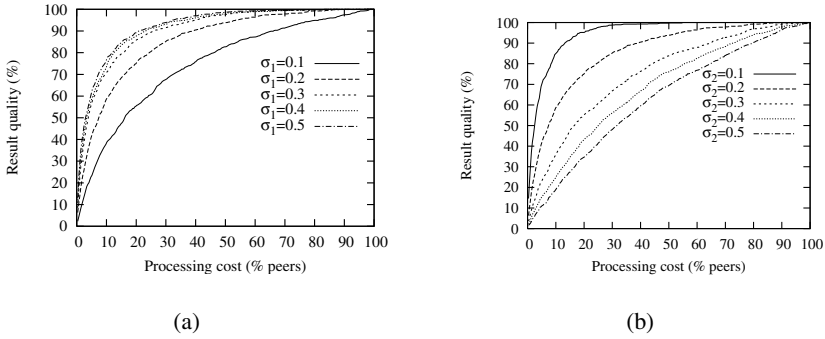 Result quality (%)
100
90
80
70
60
50
40
30
20
10
0
0 10 20 30 40 50 60 70 80 90 100
Processing cost (% peers)
σ1=0.1
σ1=0.2
σ1=0.3
σ1=0.4
σ1=0.5
(a)
Result quality (%)
100
90
80
70
60
50
40
30
20
10
0
0 10 20 30 40 50 60 70 80 90 100
Processing cost (% peers)
σ2=0.1
σ2=0.2
σ2=0.3
σ2=0.4
σ2=0.5
(b)